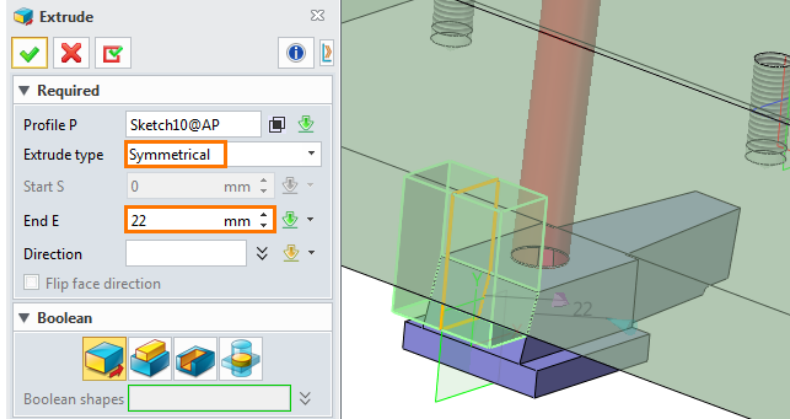 Extrude
Required
Profile P Sketch10@AP
Extrude type Symmetrical
Start S 0 mm
End E 22 mm
Direction
Flip face direction
Boolean
Boolean shapes
Y
22